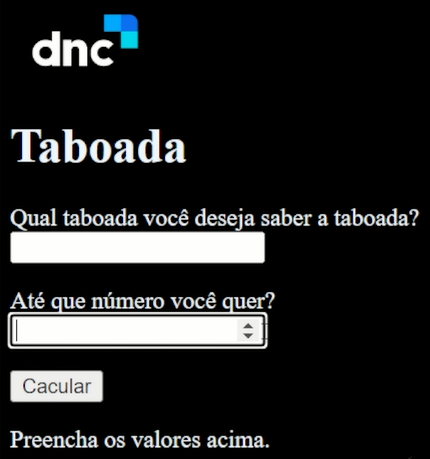 dnc
Taboada
Qual taboada você deseja saber a taboada?
Até que número você quer?
Cacular
Preencha os valores acima.